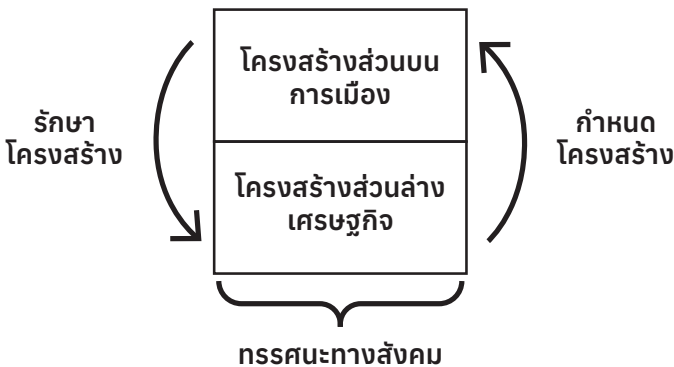 โครงสร้างส่วนบน
การเมือง
รักษา
โครงสร้าง
กำหนด
โครงสร้าง
โครงสร้างส่วนล่าง
เศรษฐกิจ
ทรรศนะทางสังคม